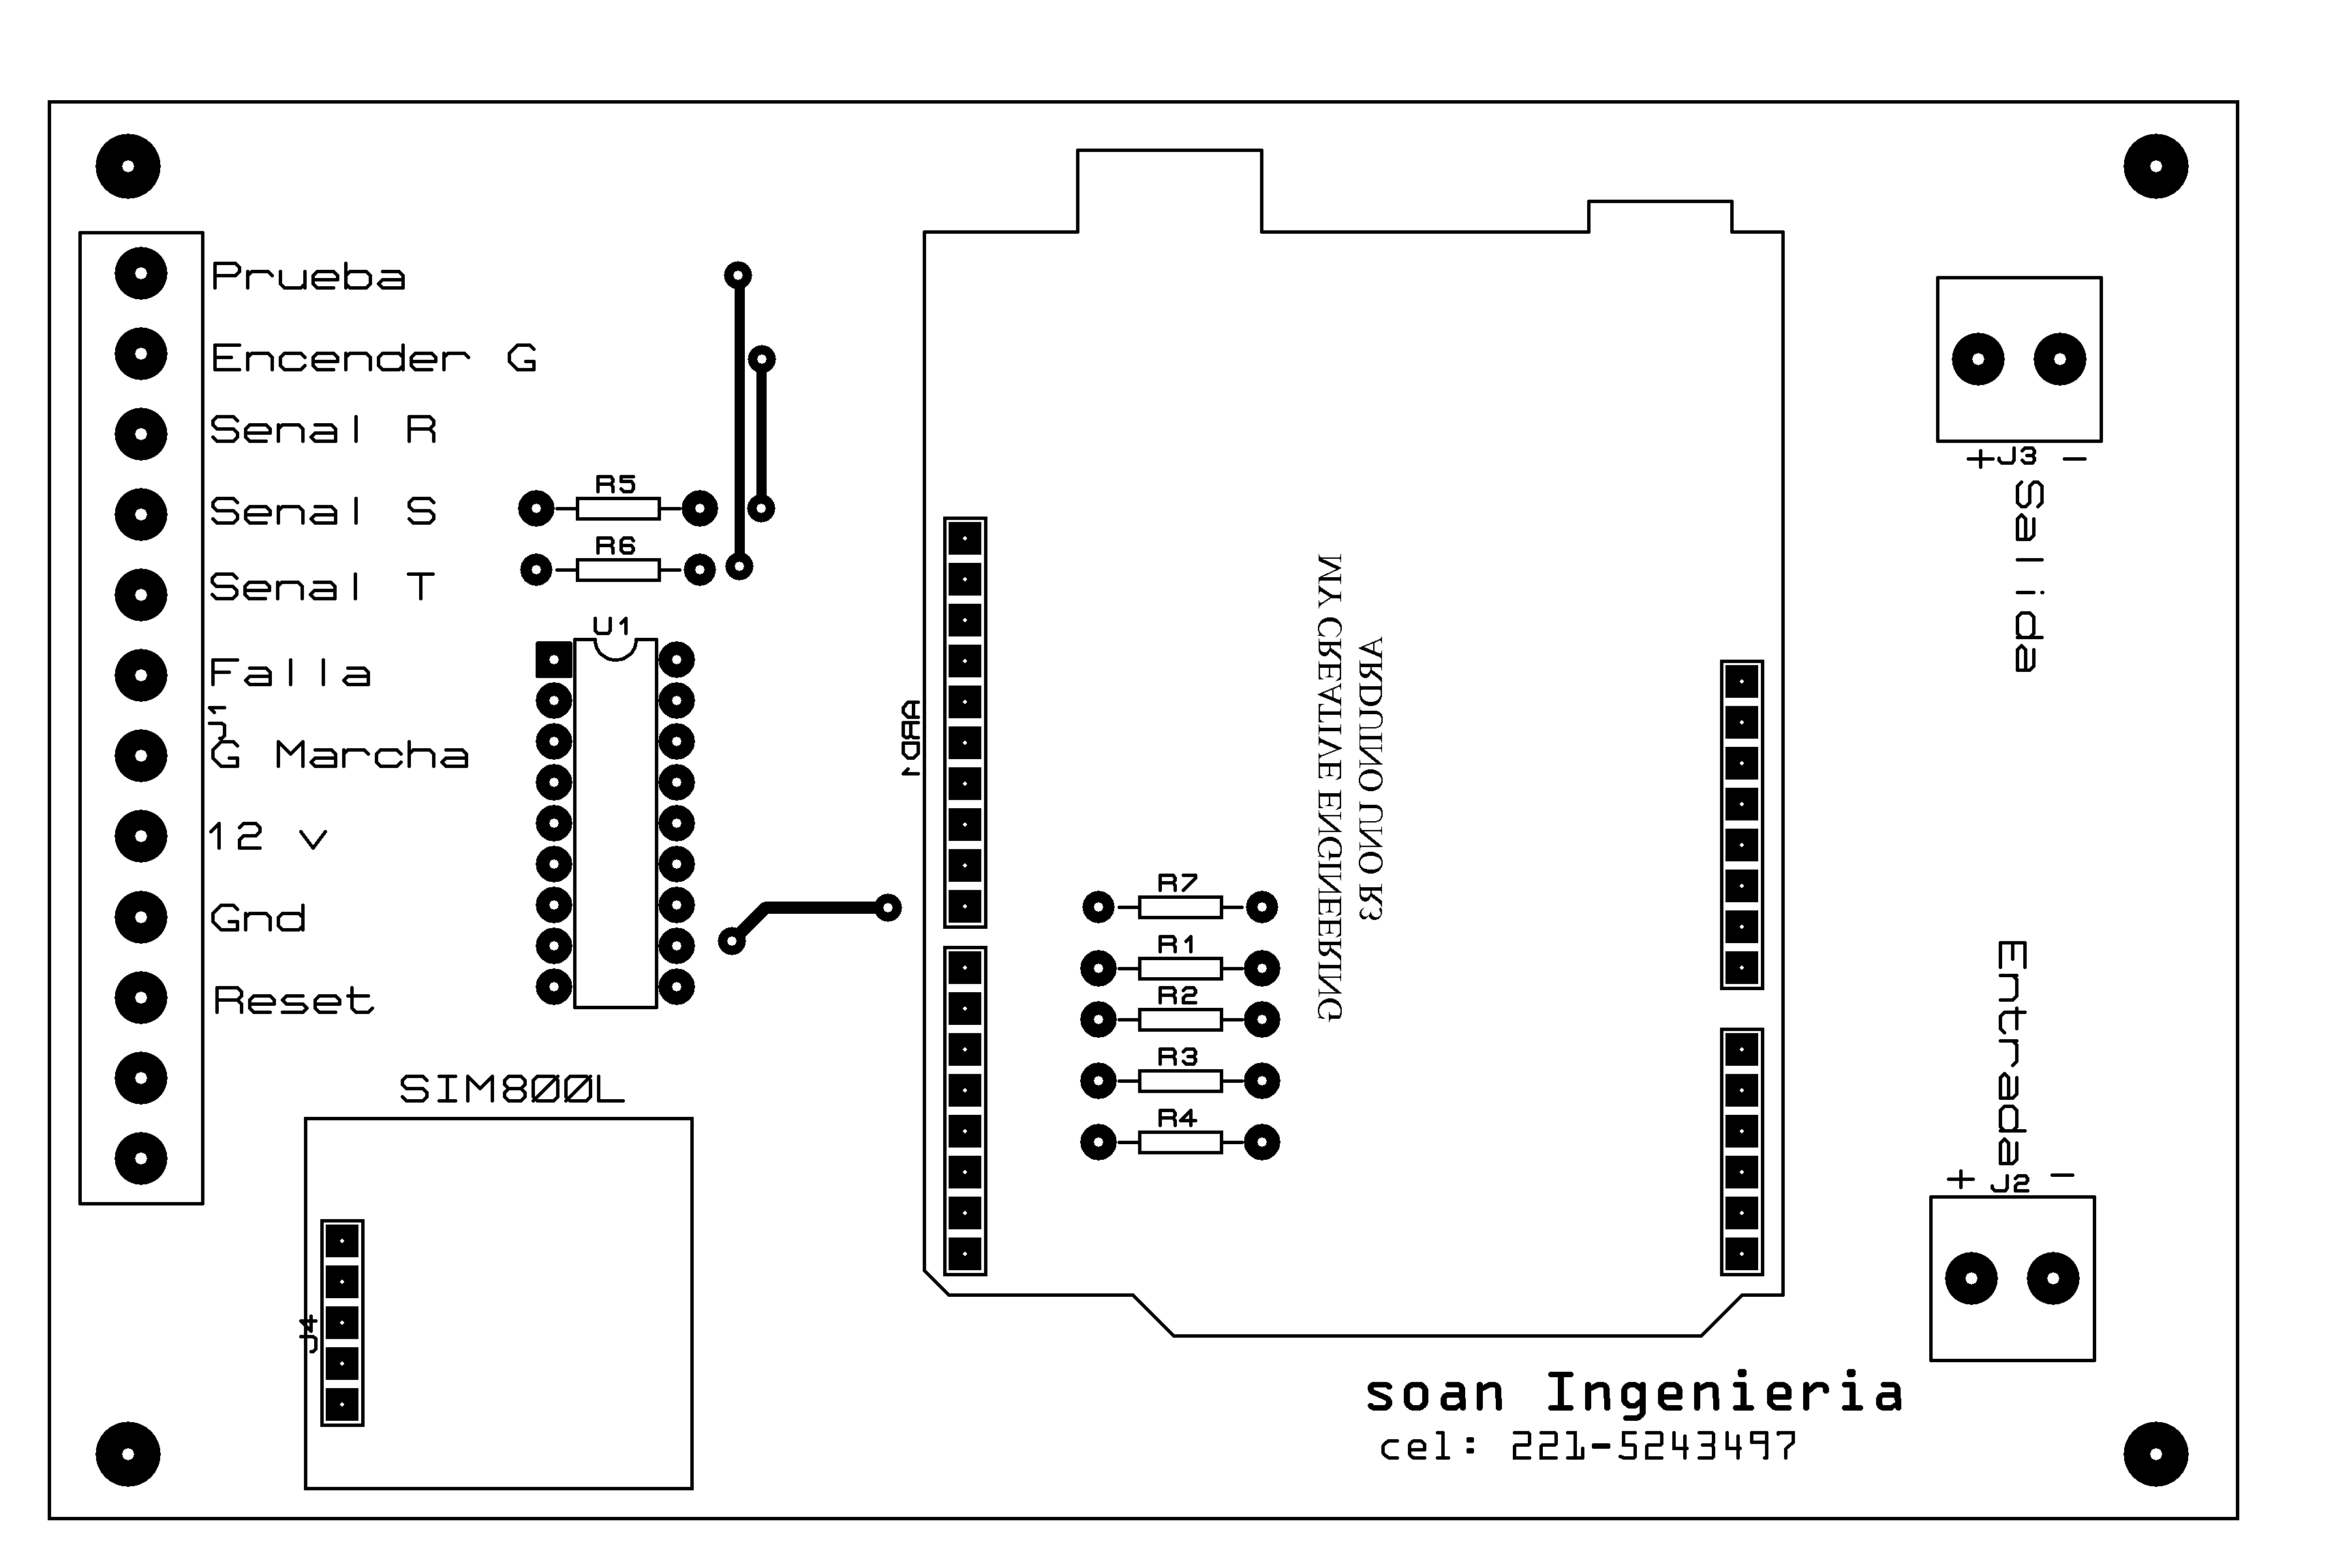 Prueba
Encender G
Senal R
Senal S
Senal T
Falla
J1
G Marcha
12 v
Gnd
Reset
R5
R6
U1
SIM800L
J4
ARD1
MY CREATIVE ENGINEERING
ARDUINO UNO R3
R7
R1
R2
R3
R4
+ J3 -
Salida
Entrada
+ J2 -
soan Ingenieria
cel: 221-5243497